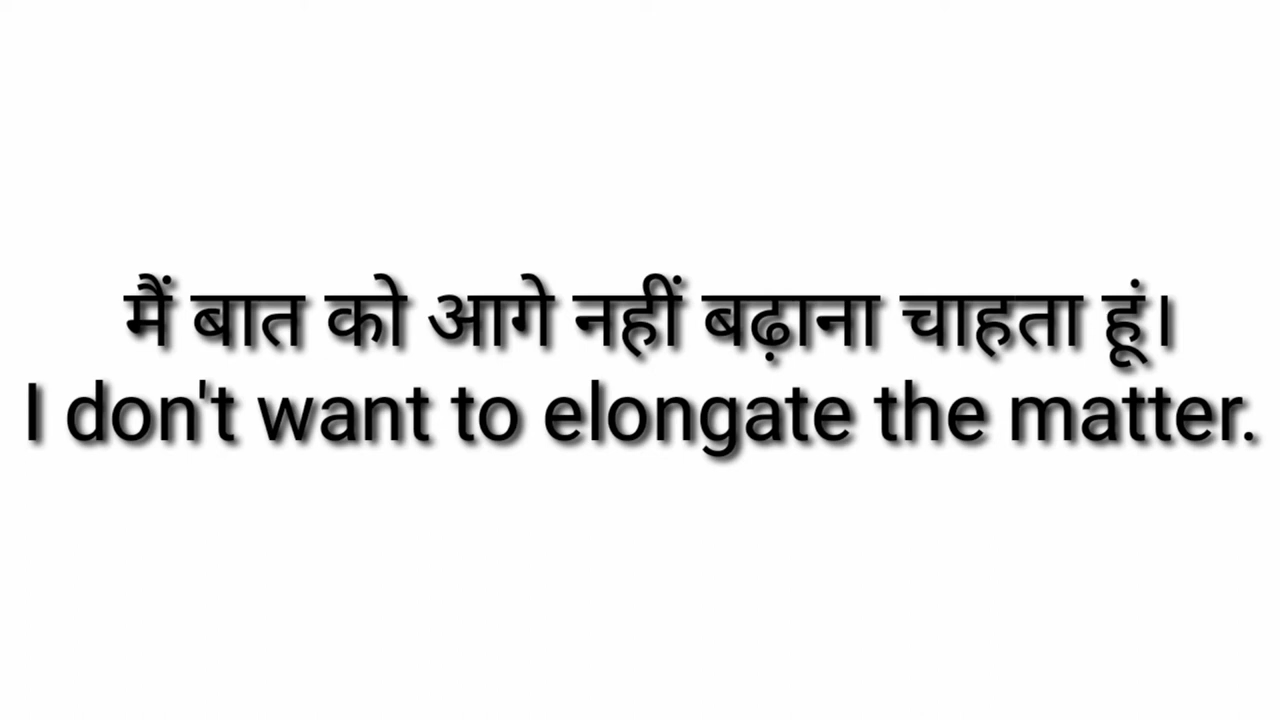 मैं बात को आगे नहीं बढ़ाना चाहता हूं।
I don't want to elongate the matter.